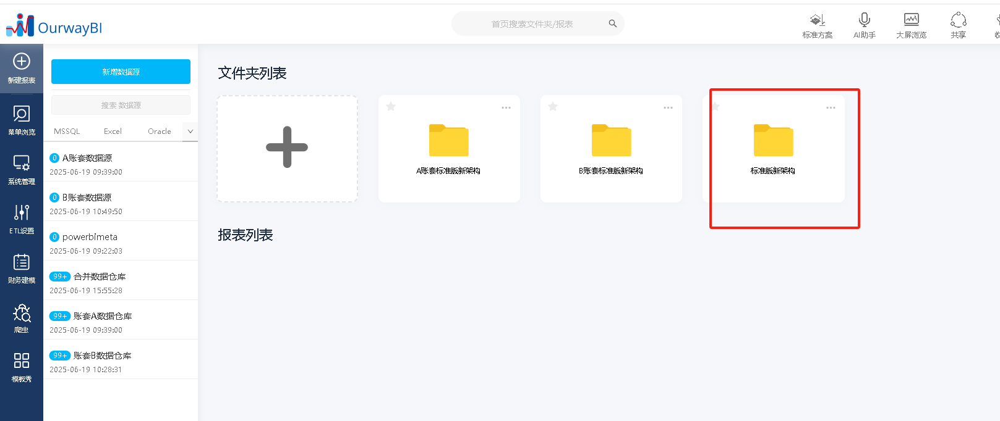 OurwayBI
首页搜索文件夹/报表
标准方案
AI助手
大屏浏览
共享
新建报表
菜单浏览
系统管理
ETL设置
财务建模
爬虫
模板秀
新增数据源
搜索 数据源
MSSQL Excel Oracle
0 A账套数据源
2025-06-19 09:39:00
0 B账套数据源
2025-06-19 10:49:50
0 powerbimeta
2025-06-19 09:22:03
99+ 合并数据仓库
2025-06-19 15:55:28
99+ 账套A数据仓库
2025-06-19 09:39:00
99+ 账套B数据仓库
2025-06-19 10:28:31
文件夹列表
A账套标准版新架构
B账套标准版新架构
标准版新架构
报表列表